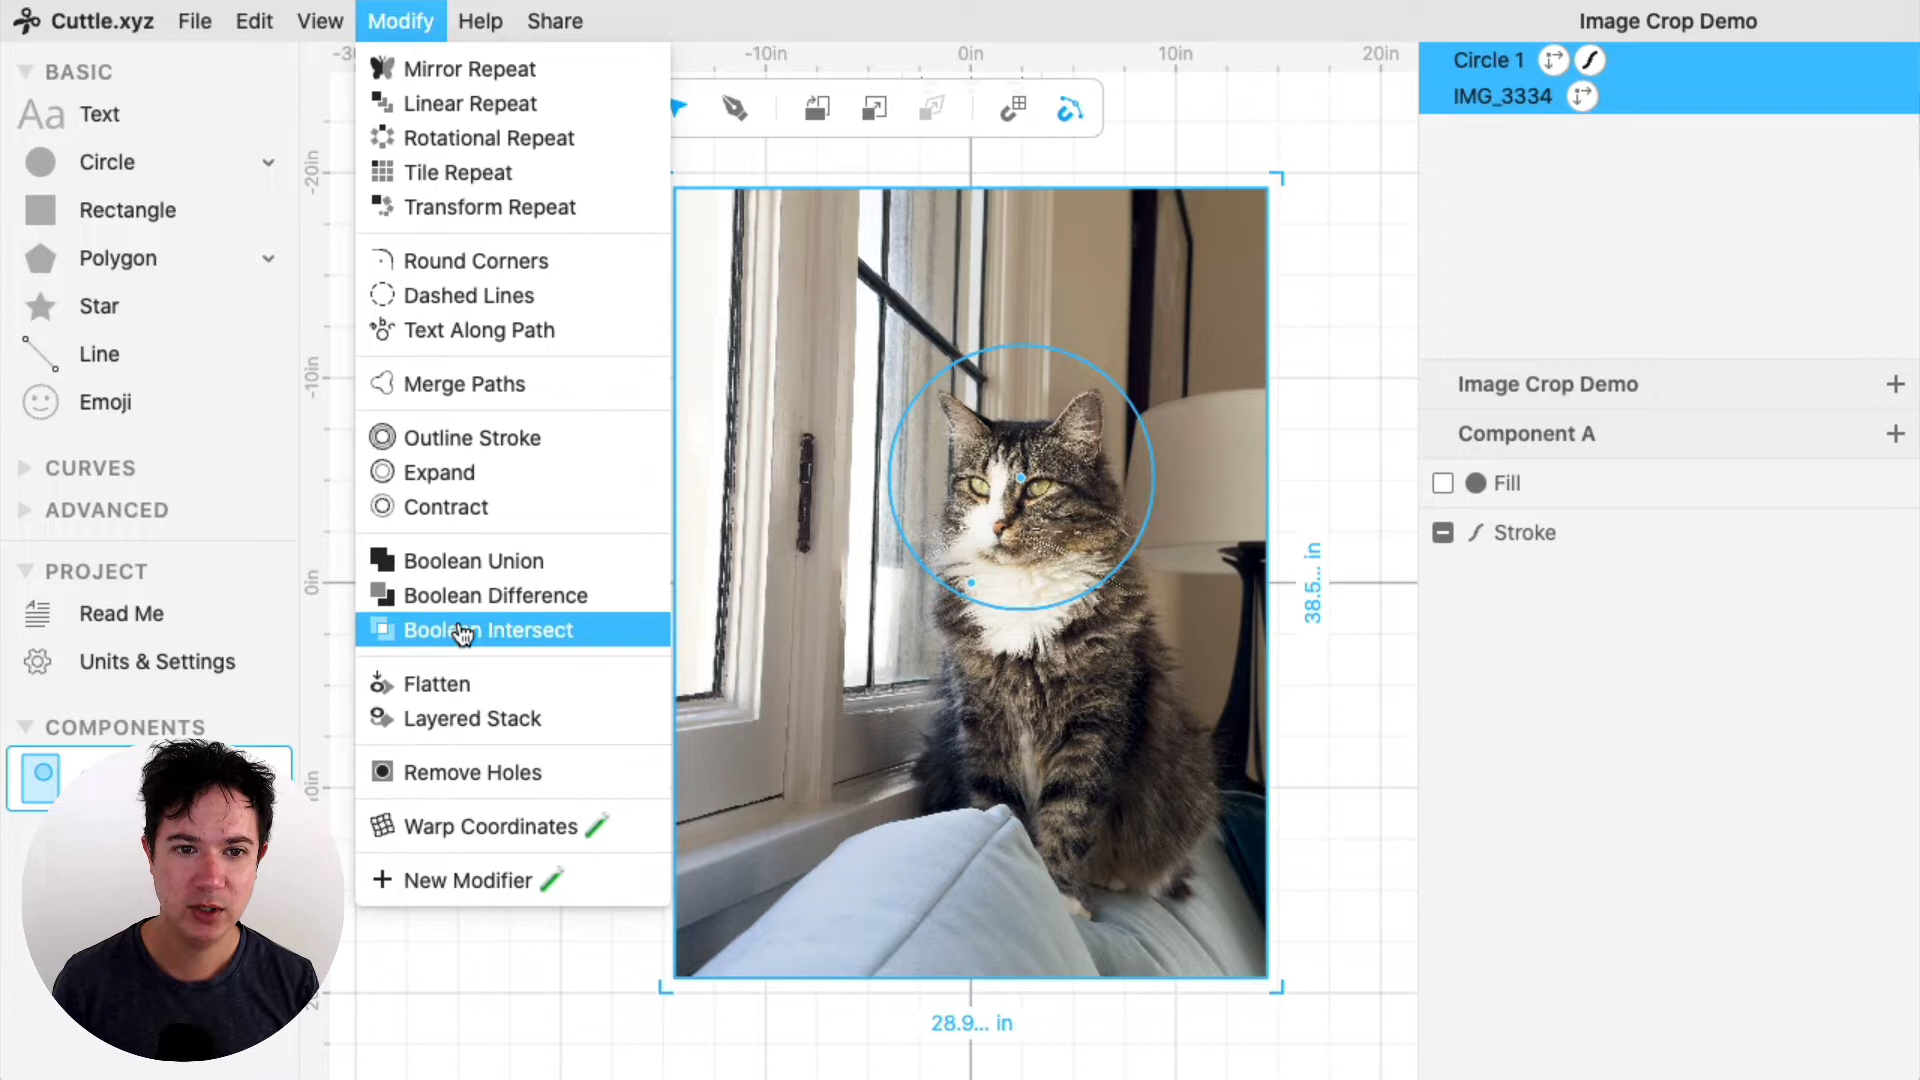 Cuttle.xyz File Edit View Modify Help Share Image Crop Demo
BASIC
Aa Text
Circle
Rectangle
Polygon
Star
Line
Emoji
CURVES
ADVANCED
PROJECT
Read Me
Units & Settings
COMPONENTS
Mirror Repeat
Linear Repeat
Rotational Repeat
Tile Repeat
Transform Repeat
Round Corners
Dashed Lines
Text Along Path
Merge Paths
Outline Stroke
Expand
Contract
Boolean Union
Boolean Difference
Boolean Intersect
Flatten
Layered Stack
Remove Holes
Warp Coordinates
New Modifier
-10in 0in 10in 20in
-20in
-10in
0in
38.5... in
28.9... in
Circle 1
IMG_3334
Image Crop Demo
Component A
Fill
Stroke